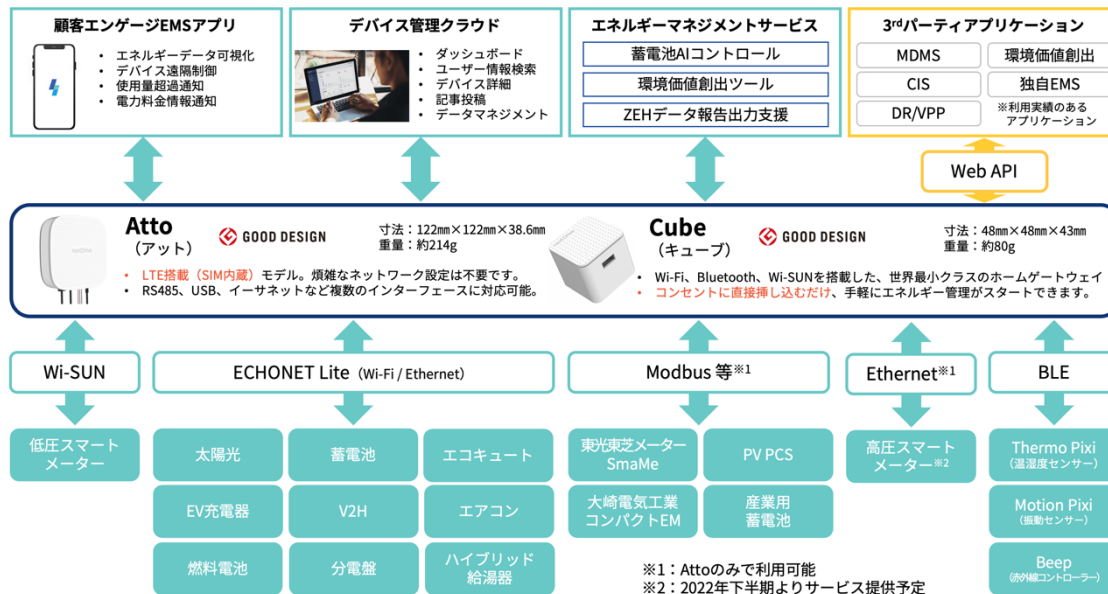 顧客エンゲージEMSアプリ
・ エネルギーデータ可視化
・ デバイス遠隔制御
・ 使用量超過通知
・ 電力料金情報通知
デバイス管理クラウド
・ ダッシュボード
・ ユーザー情報検索
・ デバイス詳細
・ 記事投稿
・ データマネジメント
エネルギーマネジメントサービス
蓄電池AIコントロール
環境価値創出ツール
ZEHデータ報告出力支援
3rdパーティアプリケーション
MDMS
環境価値創出
CIS
独自EMS
DR/VPP
※利用実績のある
アプリケーション
Web API
Atto
（アット）
GOOD DESIGN
寸法：122㎜×122㎜×38.6㎜
重量：約214g
・ LTE搭載（SIM内蔵）モデル。煩雑なネットワーク設定は不要です。
・ RS485、USB、イーサネットなど複数のインターフェースに対応可能。
Cube
（キューブ）
GOOD DESIGN
寸法：48㎜×48㎜×43㎜
重量：約80g
・ Wi-Fi、Bluetooth、Wi-SUNを搭載した、世界最小クラスのホームゲートウェイ
・ コンセントに直接挿し込むだけ、手軽にエネルギー管理がスタートできます。
Wi-SUN
ECHONET Lite（Wi-Fi / Ethernet）
Modbus 等※1
Ethernet※1
BLE
低圧スマート
メーター
太陽光
蓄電池
エコキュート
EV充電器
V2H
エアコン
燃料電池
分電盤
ハイブリッド
給湯器
東光東芝メーター
SmaMe
PV PCS
大崎電気工業
コンパクトEM
産業用
蓄電池
高圧スマート
メーター※2
Thermo Pixi
（温湿度センサー）
Motion Pixi
（振動センサー）
Beep
（赤外線コントローラー）
※1：Attoのみで利用可能
※2：2022年下半期よりサービス提供予定